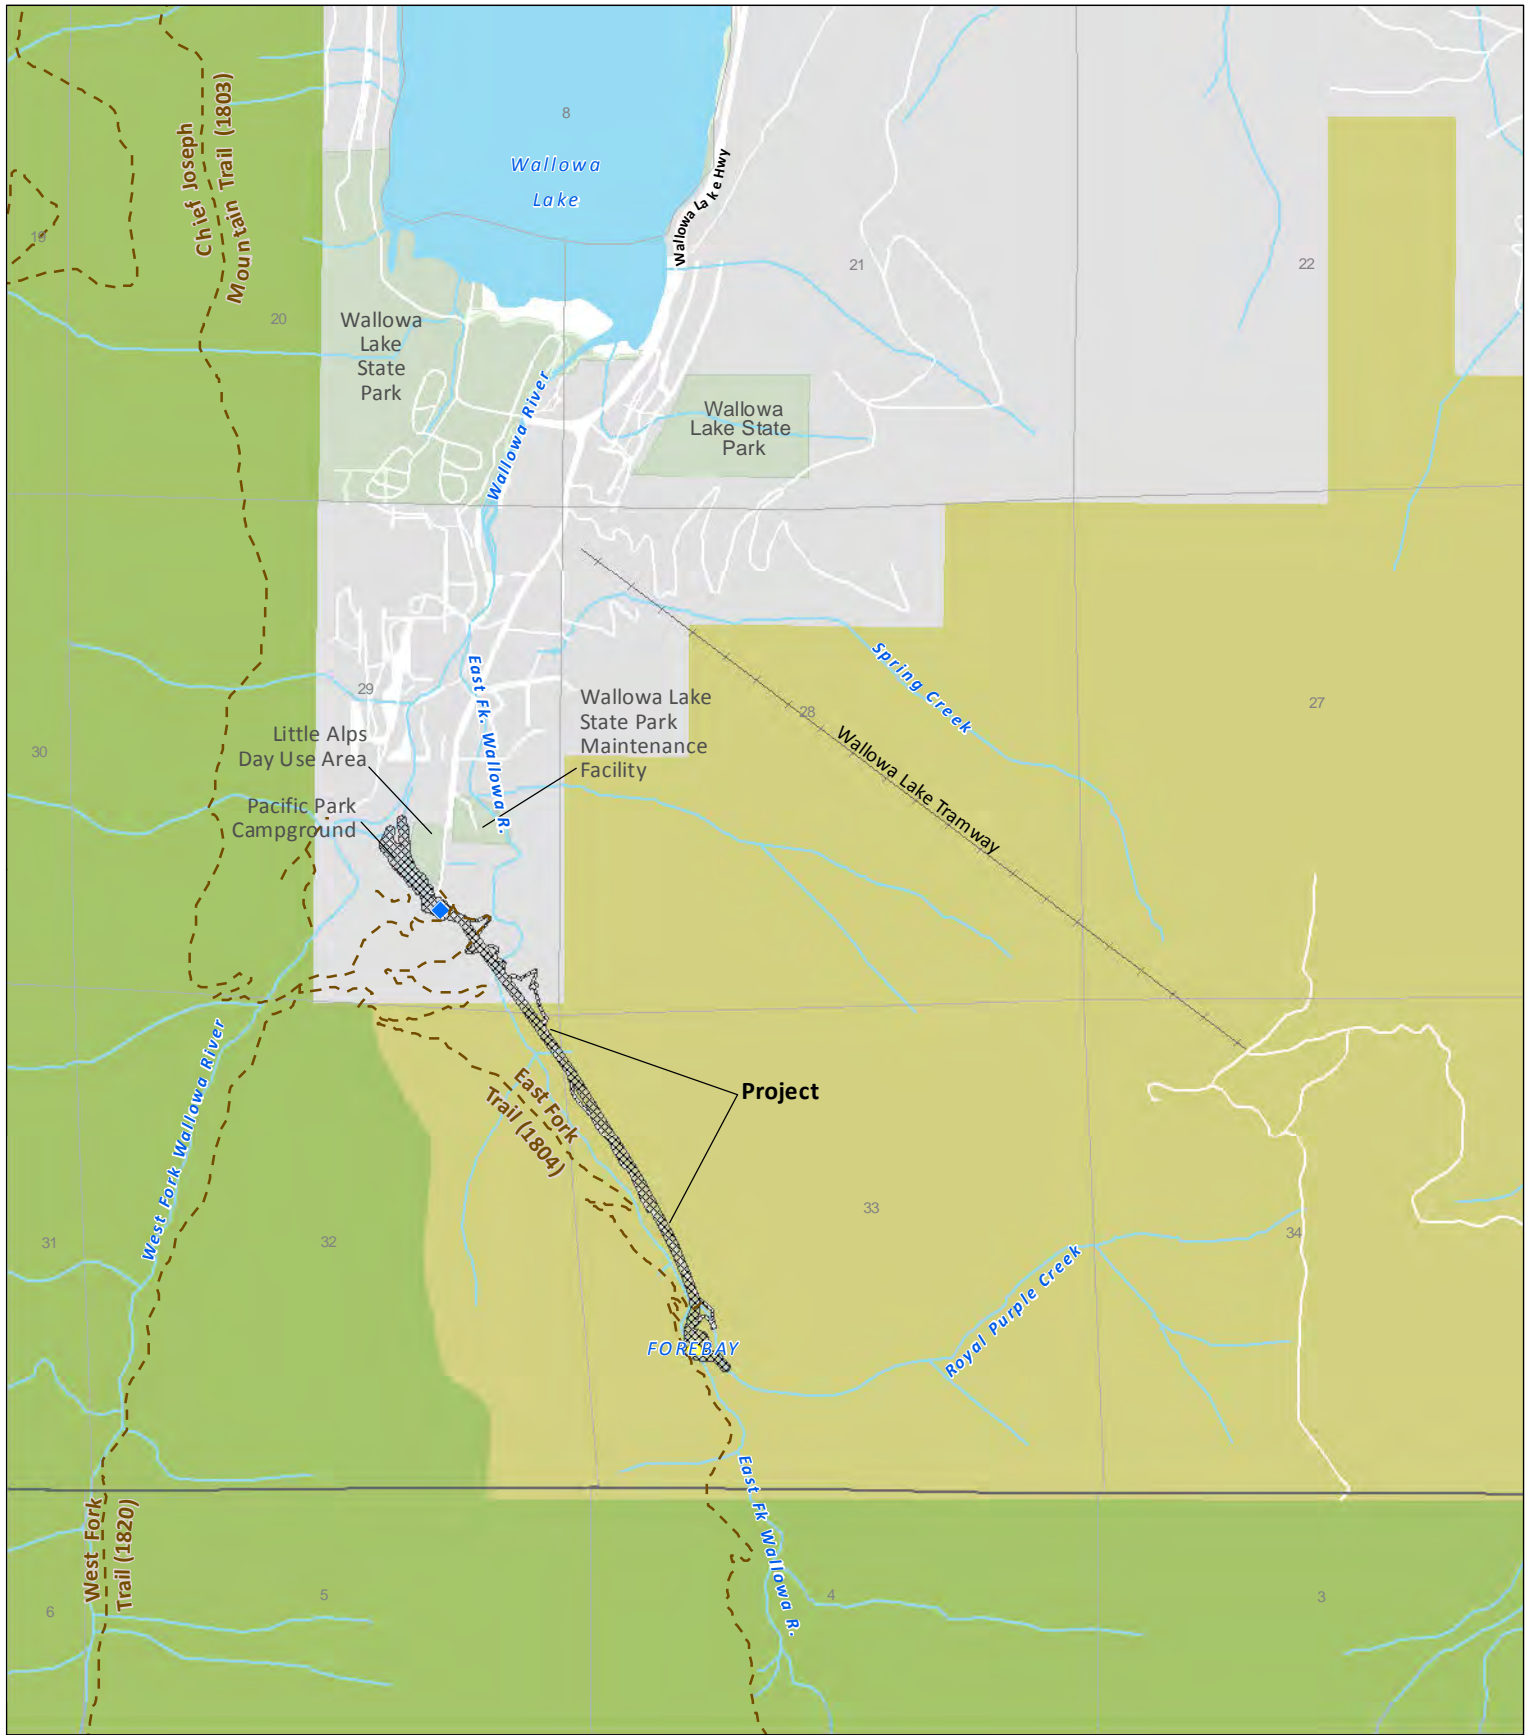 8
Wallowa
Lake
Wallowa Lake Hwy
Chief Joseph
Mountain Trail (1803)
19
20
21
22
Wallowa
Lake
State
Park
Wallowa
Lake State
Park
Wallowa River
Spring Creek
29
28
27
30
East Fk. Wallowa R.
Wallowa Lake
State Park
Maintenance
Facility
Little Alps
Day Use Area
Pacific Park
Campground
Wallowa Lake Tramway
West Fork Wallowa River
East Fork
Trail (1804)
Project
31
32
33
34
Royal Purple Creek
FOREBAY
East Fk Wallowa R.
West Fork
Trail (1820)
6
5
4
3